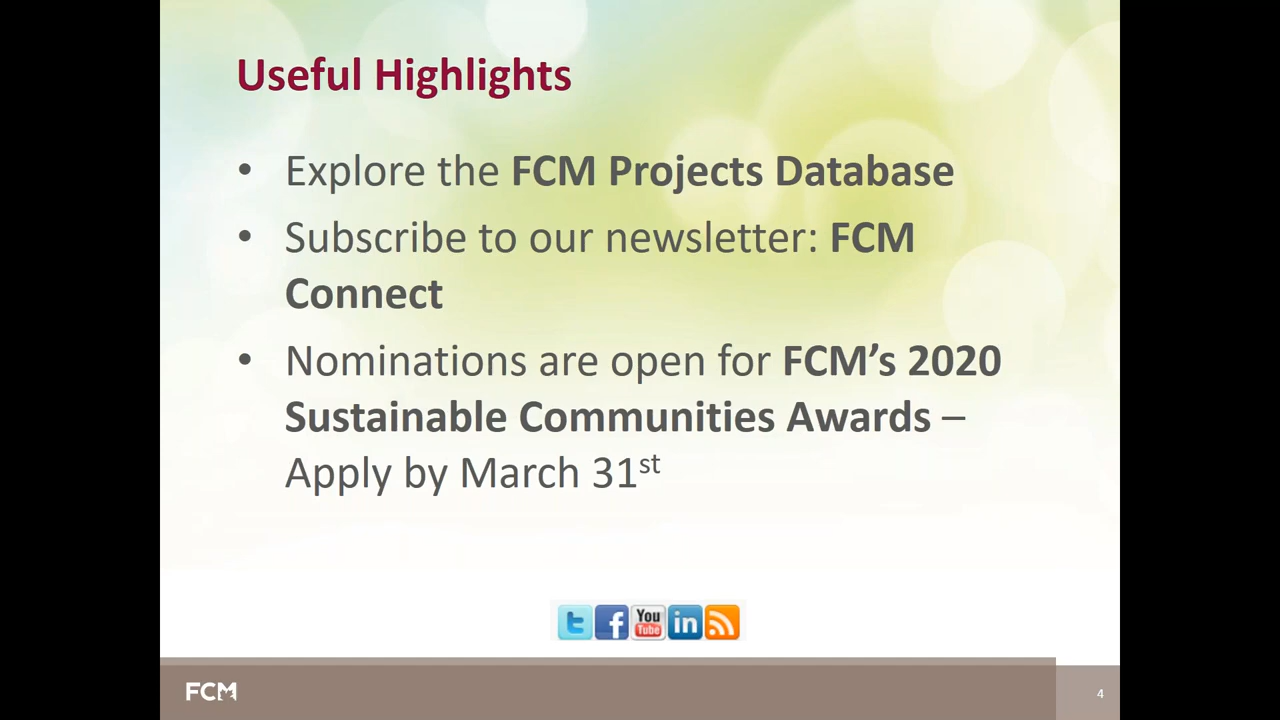 Useful Highlights
• Explore the FCM Projects Database
• Subscribe to our newsletter: FCM
Connect
• Nominations are open for FCM’s 2020
Sustainable Communities Awards –
Apply by March 31st
t f You Tube in
FCM
4